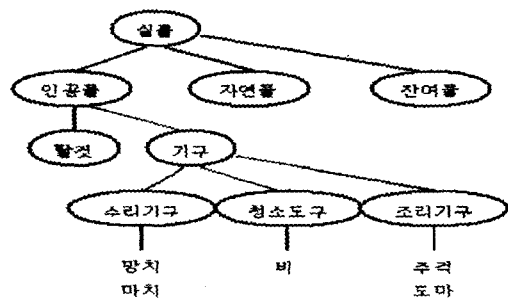 실물
인공물 자연물 잔여물
탈것 기구
수리기구 청소도구 조리기구
망치 비 주걱
마치 도마